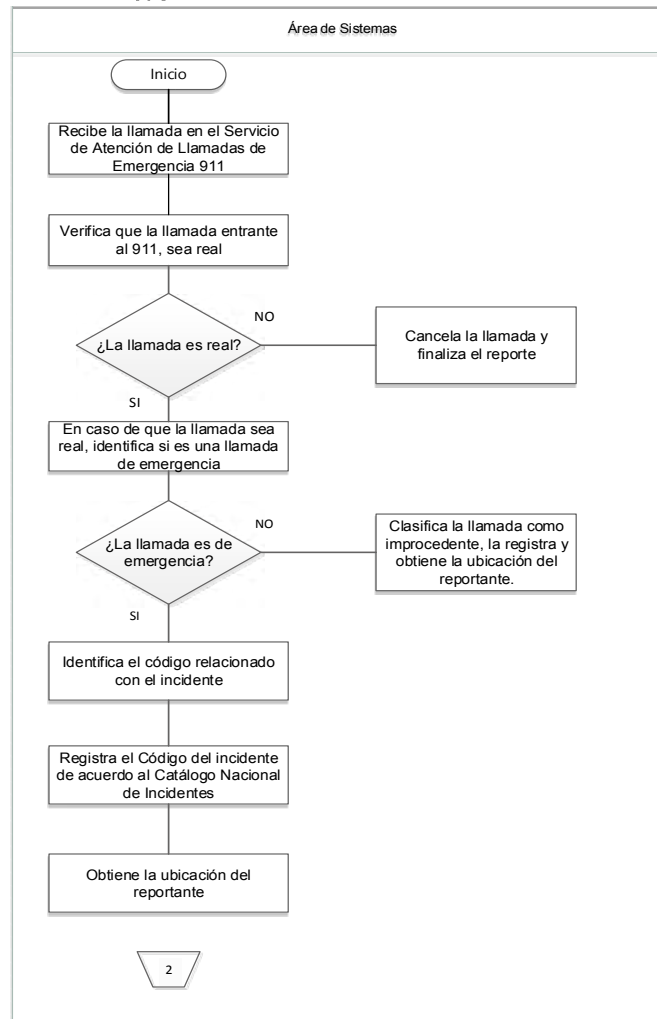 Área de Sistemas
Inicio
Recibe la llamada en el Servicio
de Atención de Llamadas de
Emergencia 911
Verifica que la llamada entrante
al 911, sea real
¿La llamada es real?
NO
Cancela la llamada y
finaliza el reporte
SI
En caso de que la llamada sea
real, identifica si es una llamada
de emergencia
¿La llamada es de
emergencia?
NO
Clasifica la llamada como
improcedente, la registra y
obtiene la ubicación del
reportante.
SI
Identifica el código relacionado
con el incidente
Registra el Código del incidente
de acuerdo al Catálogo Nacional
de Incidentes
Obtiene la ubicación del
reportante
2